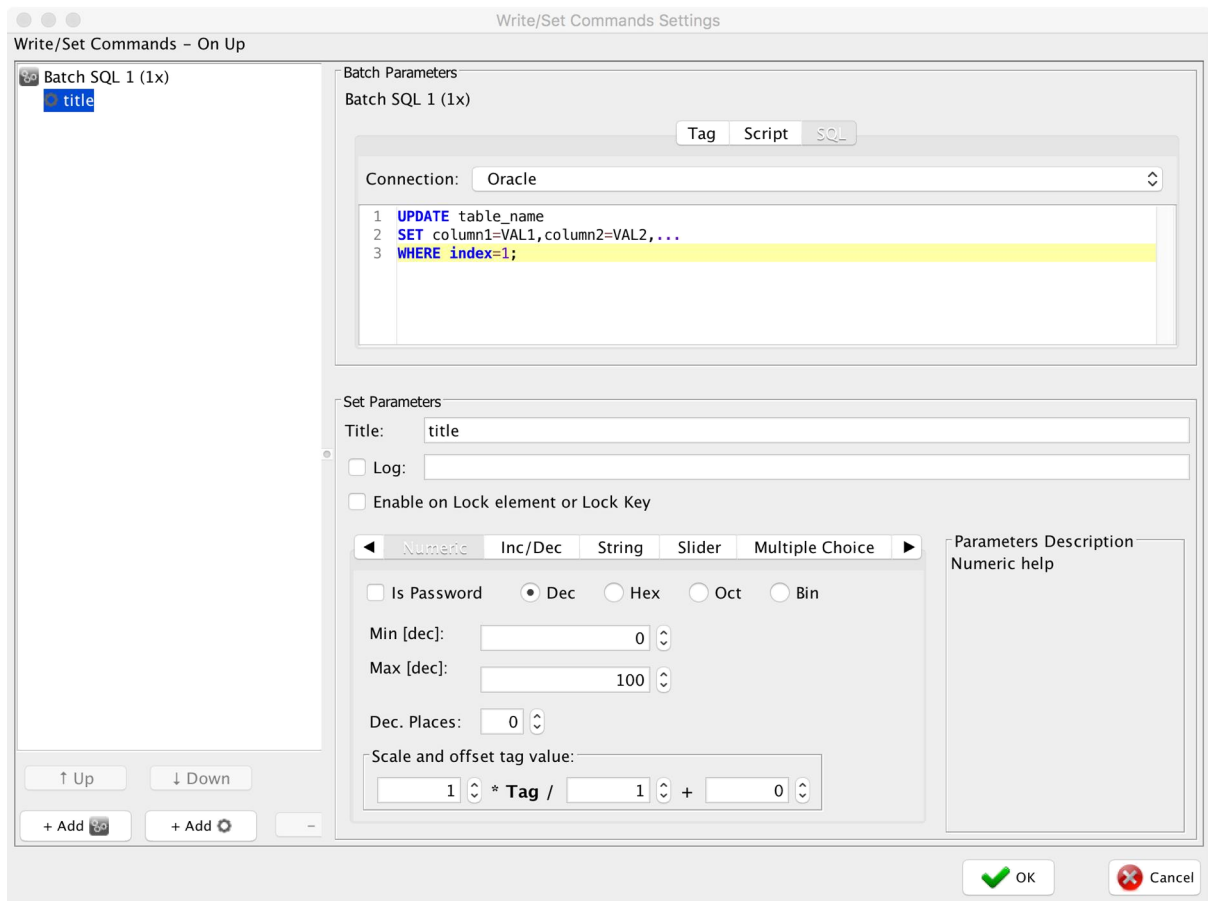 Write/Set Commands Settings
Write/Set Commands – On Up
Batch SQL 1 (1x)
title
Batch Parameters
Batch SQL 1 (1x)
Tag Script SQL
Connection: Oracle
1 UPDATE table_name
2 SET column1=VAL1,column2=VAL2,...
3 WHERE index=1;
Set Parameters
Title: title
Log:
Enable on Lock element or Lock Key
Numeric Inc/Dec String Slider Multiple Choice
Is Password Dec Hex Oct Bin
Min [dec]: 0
Max [dec]: 100
Dec. Places: 0
Scale and offset tag value:
1 * Tag / 1 + 0
Parameters Description
Numeric help
↑ Up ↓ Down
+ Add + Add –
OK Cancel